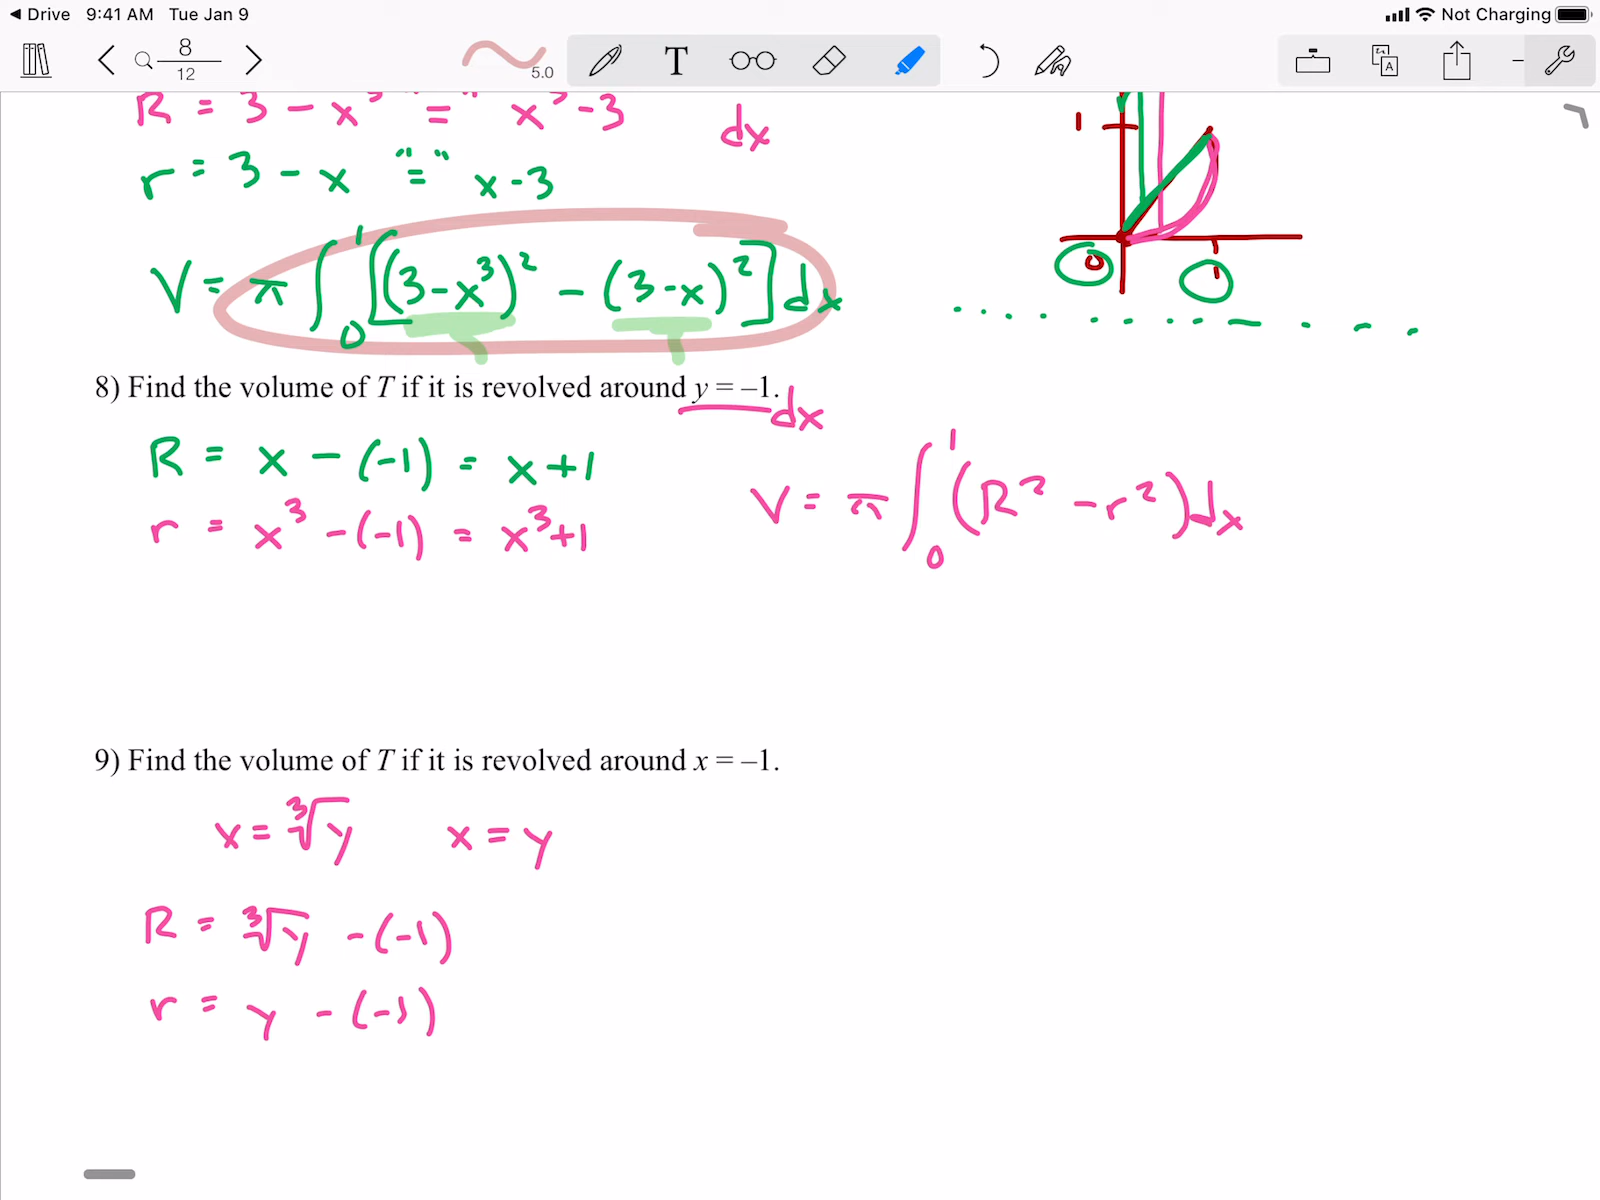 Drive 9:41 AM Tue Jan 9 Not Charging
8
12
5.0
T
R = 3 - x³ "=" x³-3
dx
r = 3 - x "=" x-3
1
V = π ∫₀¹ [(3-x³)² - (3-x)²] dx
0 1
8) Find the volume of T if it is revolved around y = –1.
dx
R = x - (-1) = x+1
r = x³ - (-1) = x³+1
V = π ∫₀¹ (R² - r²) dx
9) Find the volume of T if it is revolved around x = –1.
x = ∛y x = y
R = ∛y - (-1)
r = y - (-1)